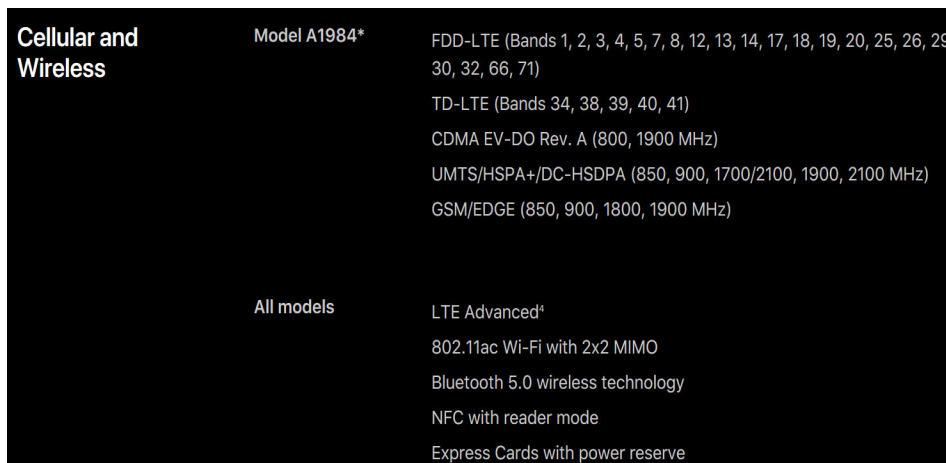 Cellular and
Wireless
Model A1984*
FDD-LTE (Bands 1, 2, 3, 4, 5, 7, 8, 12, 13, 14, 17, 18, 19, 20, 25, 26, 29
30, 32, 66, 71)
TD-LTE (Bands 34, 38, 39, 40, 41)
CDMA EV-DO Rev. A (800, 1900 MHz)
UMTS/HSPA+/DC-HSDPA (850, 900, 1700/2100, 1900, 2100 MHz)
GSM/EDGE (850, 900, 1800, 1900 MHz)
All models
LTE Advanced⁴
802.11ac Wi-Fi with 2x2 MIMO
Bluetooth 5.0 wireless technology
NFC with reader mode
Express Cards with power reserve